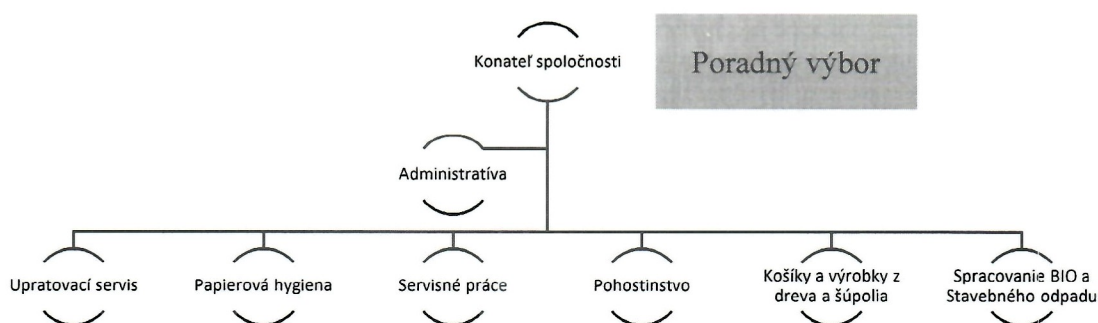 Konateľ spoločnosti
Poradný výbor
Administratíva
Upratovací servis
Papierová hygiena
Servisné práce
Pohostinstvo
Košíky a výrobky z
dreva a šúpolia
Spracovanie BIO a
Stavebného odpadu